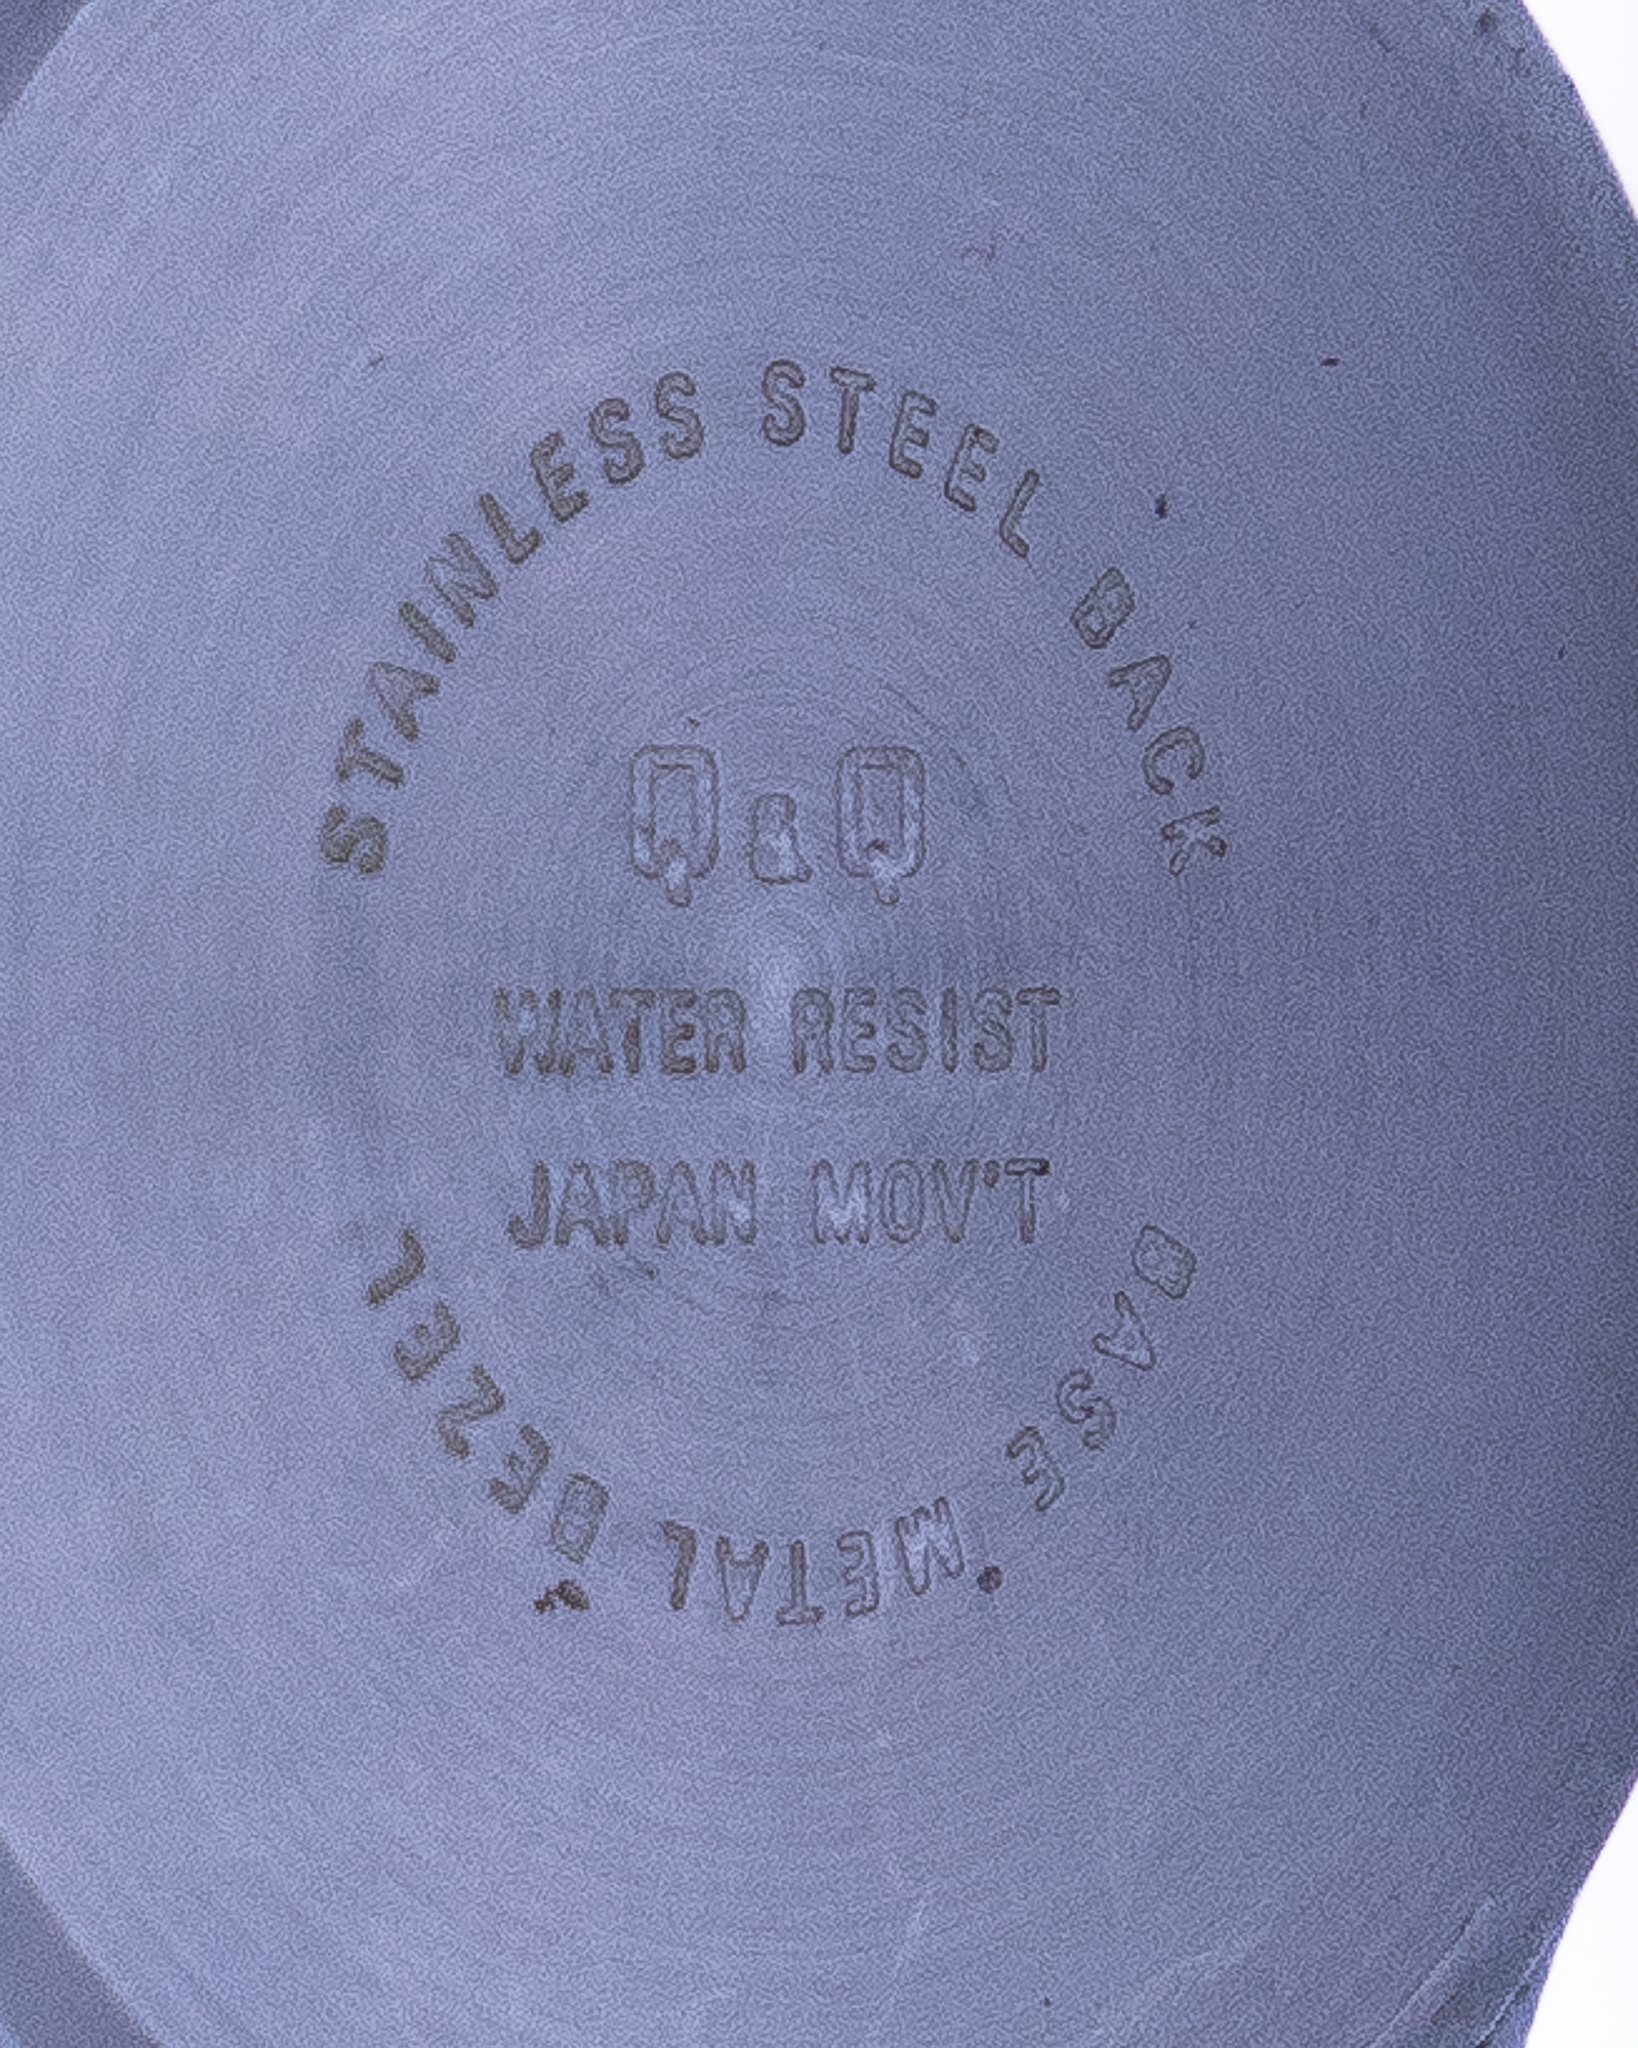 STAINLESS STEEL BACK
Q&Q
WATER RESIST
JAPAN MOV'T
BASE METAL BEZEL